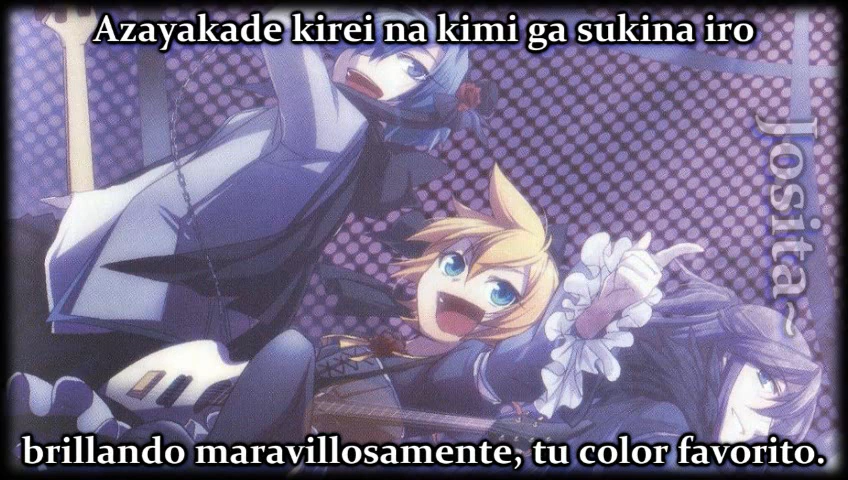 Azayakade kirei na kimi ga sukina iro
Josita~
brillando maravillosamente, tu color favorito.